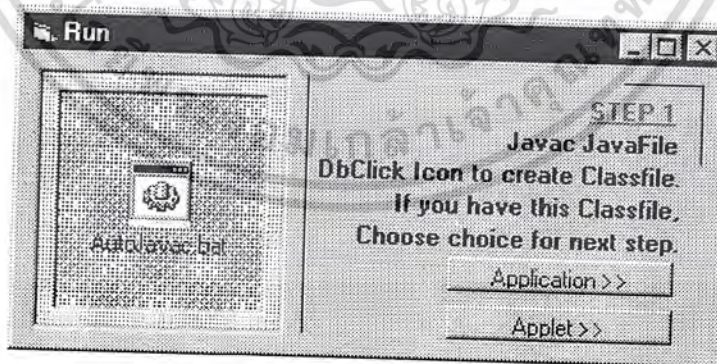 Run
STEP 1
Javac JavaFile
DbClick Icon to create Classfile.
If you have this Classfile,
Choose choice for next step.
AutoJavac.bat
Application >>
Applet >>